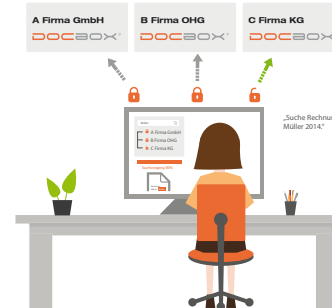 A Firma GmbH
B Firma OHG
C Firma KG
DOCBOX®
DOCBOX®
DOCBOX
„Suche Rechnu
Müller 2014."
A Firma GmbH
B Firma OHG
C Firma KG